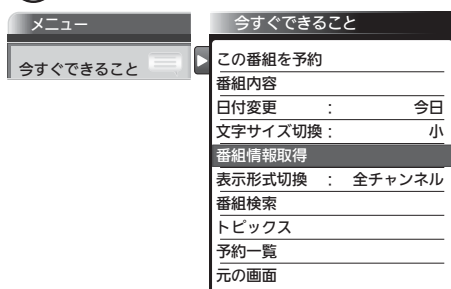 メニュー
今すぐできること
今すぐできること
この番組を予約
番組内容
日付変更 : 今日
文字サイズ切換 : 小
番組情報取得
表示形式切換 : 全チャンネル
番組検索
トピックス
予約一覧
元の画面